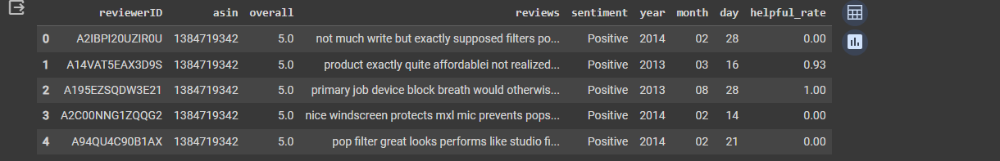 reviewerID asin overall reviews sentiment year month day helpful_rate
0 A2IBPI20UZIR0U 1384719342 5.0 not much write but exactly supposed filters po... Positive 2014 02 28 0.00
1 A14VAT5EAX3D9S 1384719342 5.0 product exactly quite affordablei not realized... Positive 2013 03 16 0.93
2 A195EZSQDW3E21 1384719342 5.0 primary job device block breath would otherwis... Positive 2013 08 28 1.00
3 A2C00NNG1ZQQG2 1384719342 5.0 nice windscreen protects mxl mic prevents pops... Positive 2014 02 14 0.00
4 A94QU4C90B1AX 1384719342 5.0 pop filter great looks performs like studio fi... Positive 2014 02 21 0.00